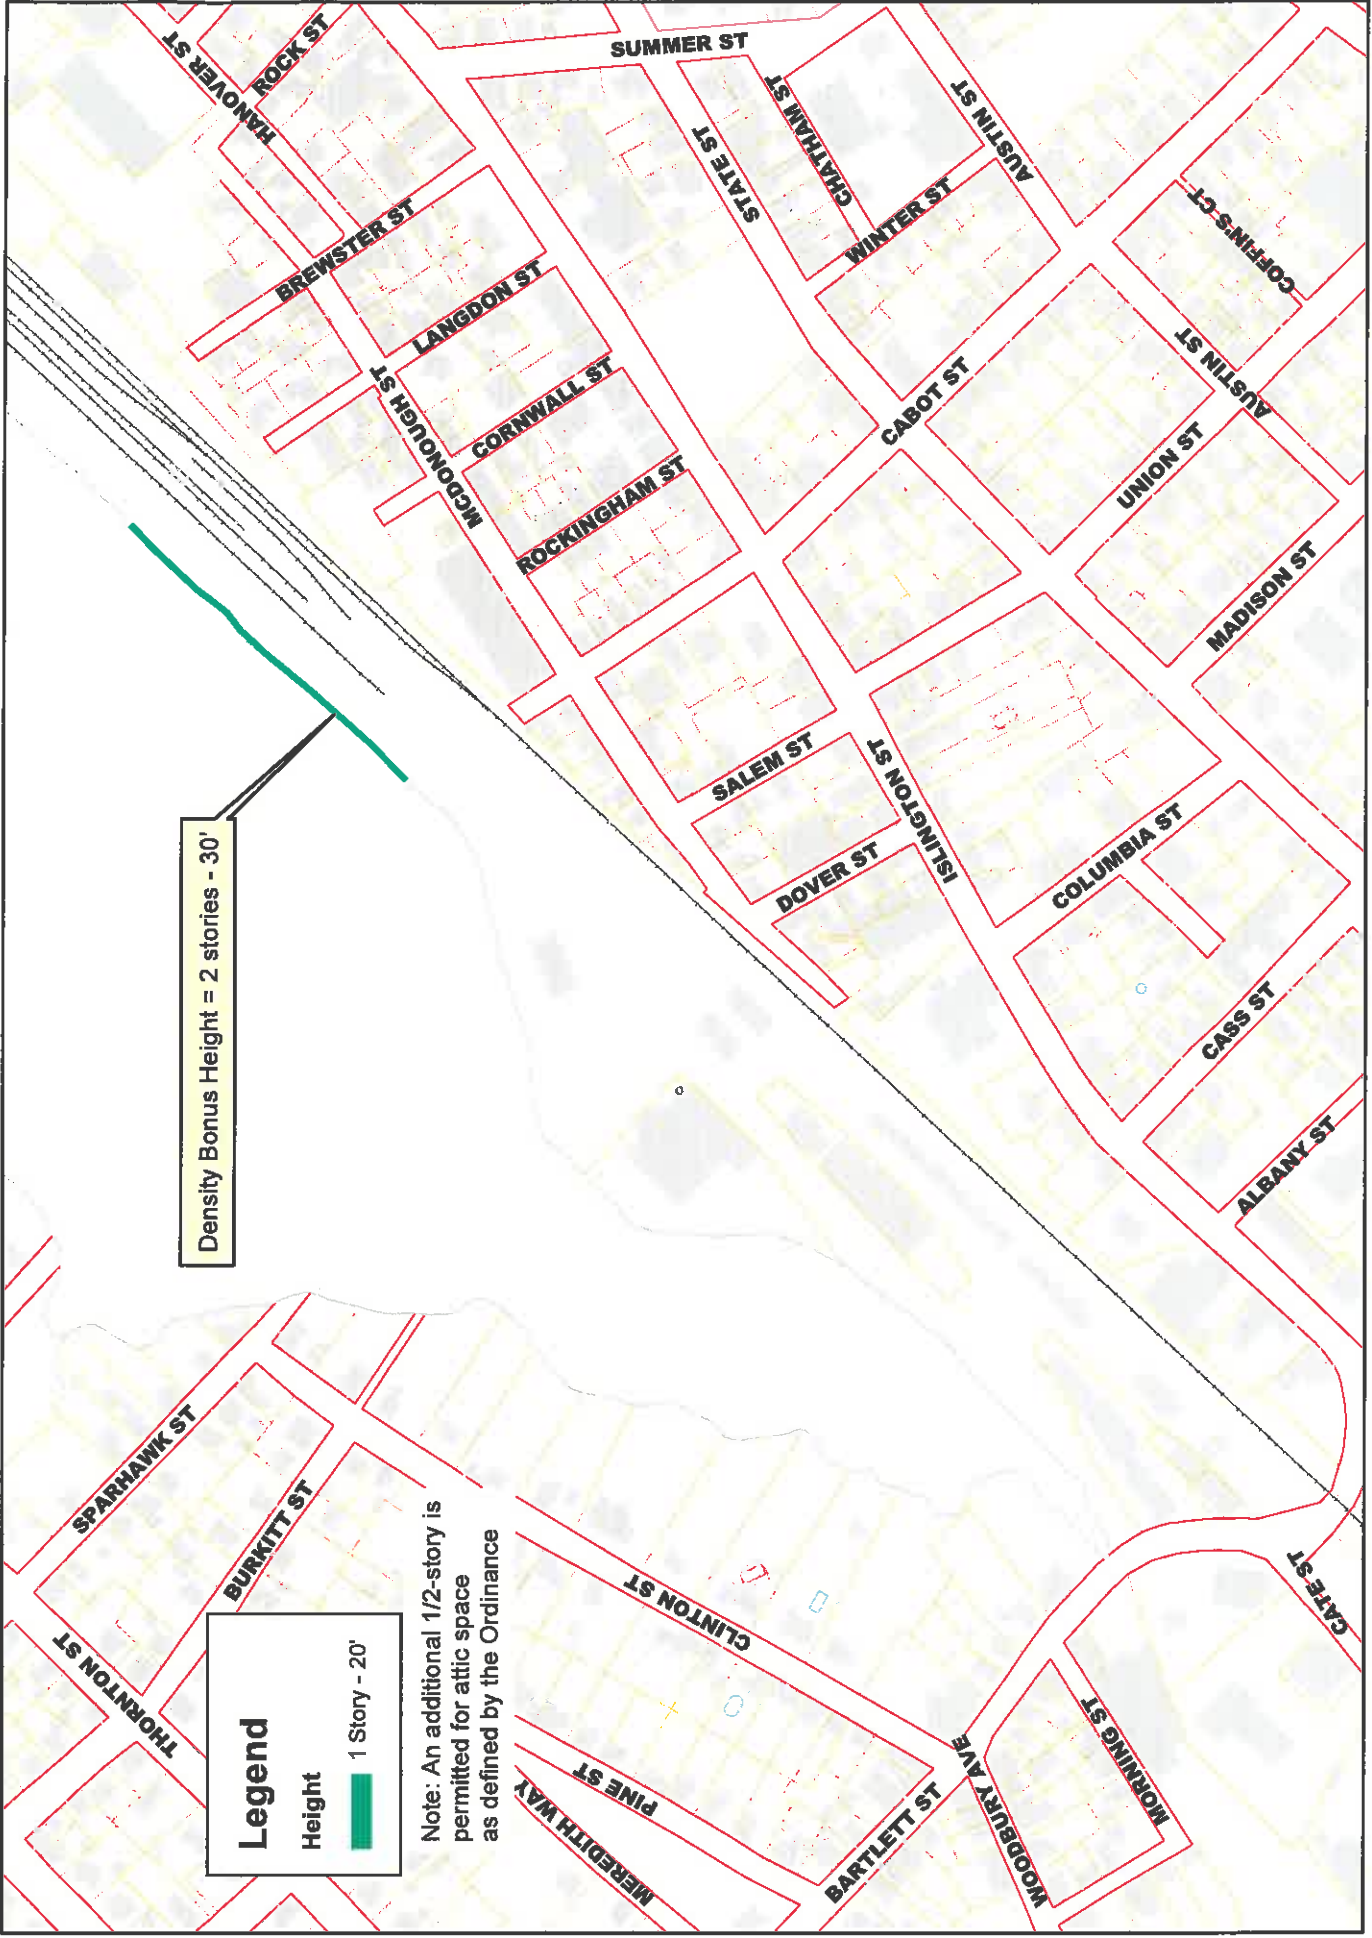 Legend
Height
1 Story - 20'
Note: An additional 1/2-story is
permitted for attic space
as defined by the Ordinance
Density Bonus Height = 2 stories - 30'
THORNTON ST
SPARHAWK ST
BURKITT ST
MEREDITH WAY
PINE ST
CLINTON ST
BARTLETT ST
WOODBURY AVE
MORNING ST
CATE ST
ALBANY ST
CASS ST
COLUMBIA ST
ISLINGTON ST
DOVER ST
SALEM ST
MADISON ST
UNION ST
ROCKINGHAM ST
MCDONOUGH ST
CORNWALL ST
LANGDON ST
BREWSTER ST
CABOT ST
AUSTIN ST
COFFIN'S CT
WINTER ST
STATE ST
CHATHAM ST
AUSTIN ST
SUMMER ST
HANOVER ST
ROCK ST